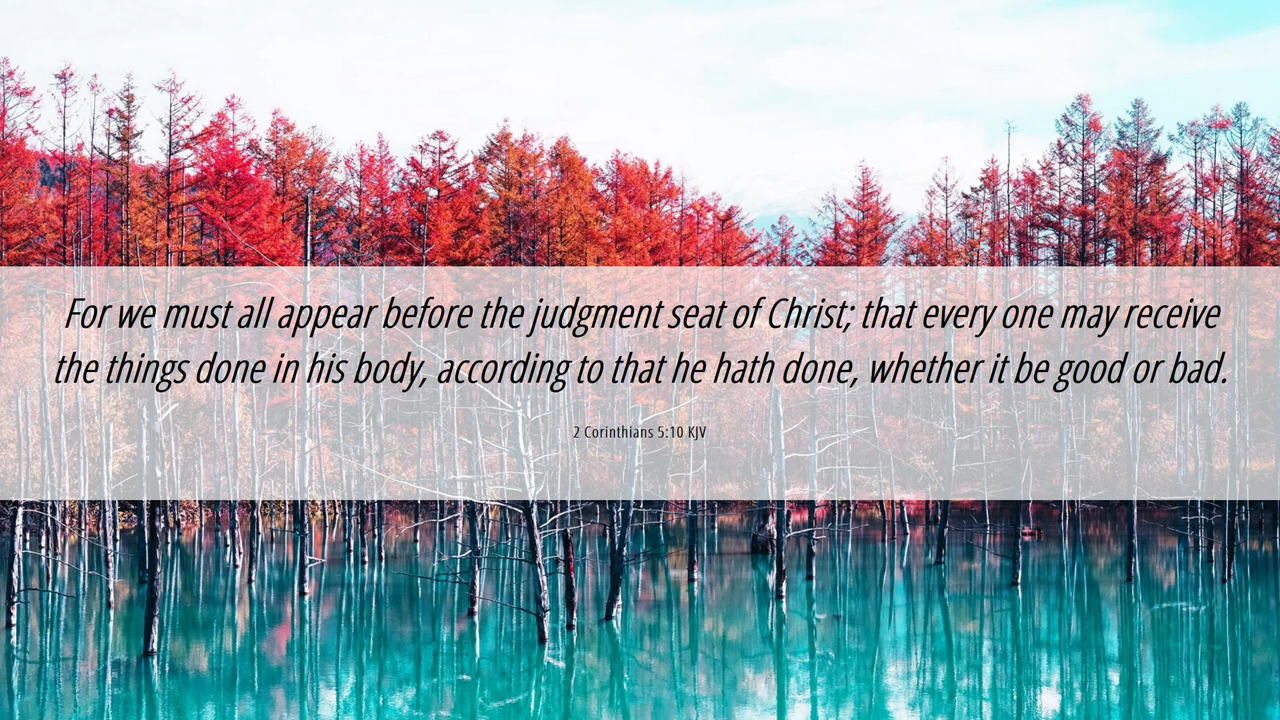 For we must all appear before the judgment seat of Christ; that every one may receive
the things done in his body, according to that he hath done, whether it be good or bad.
2 Corinthians 5:10 KJV